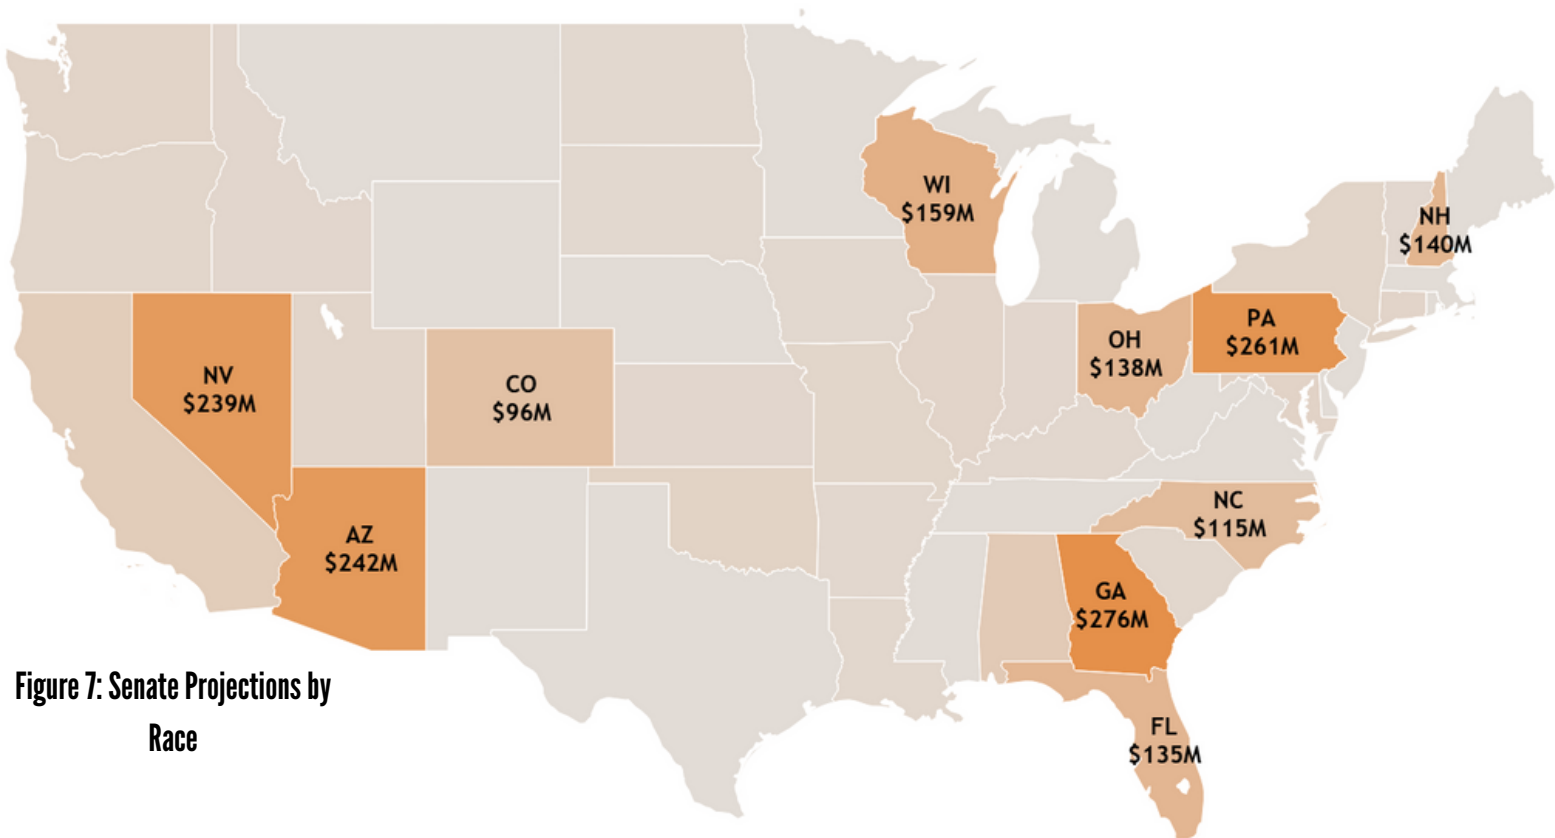 WI
$159M
NH
$140M
PA
$261M
OH
$138M
NV
$239M
CO
$96M
NC
$115M
AZ
$242M
GA
$276M
Figure 7: Senate Projections by
Race
FL
$135M